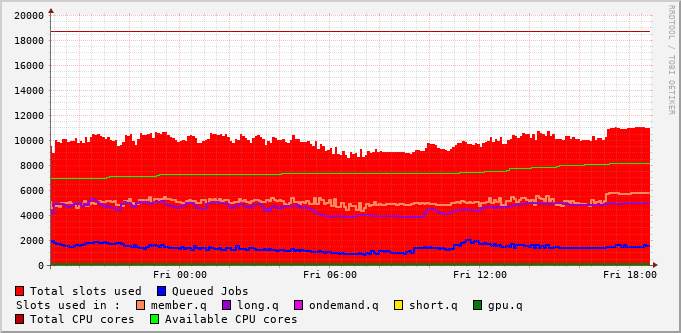 20000
18000
16000
14000
12000
10000
8000
6000
4000
2000
0
Fri 00:00 Fri 06:00 Fri 12:00 Fri 18:00
Total slots used Queued Jobs
Slots used in : member.q long.q ondemand.q short.q gpu.q
Total CPU cores Available CPU cores
RRDTOOL / TOBI OETIKER